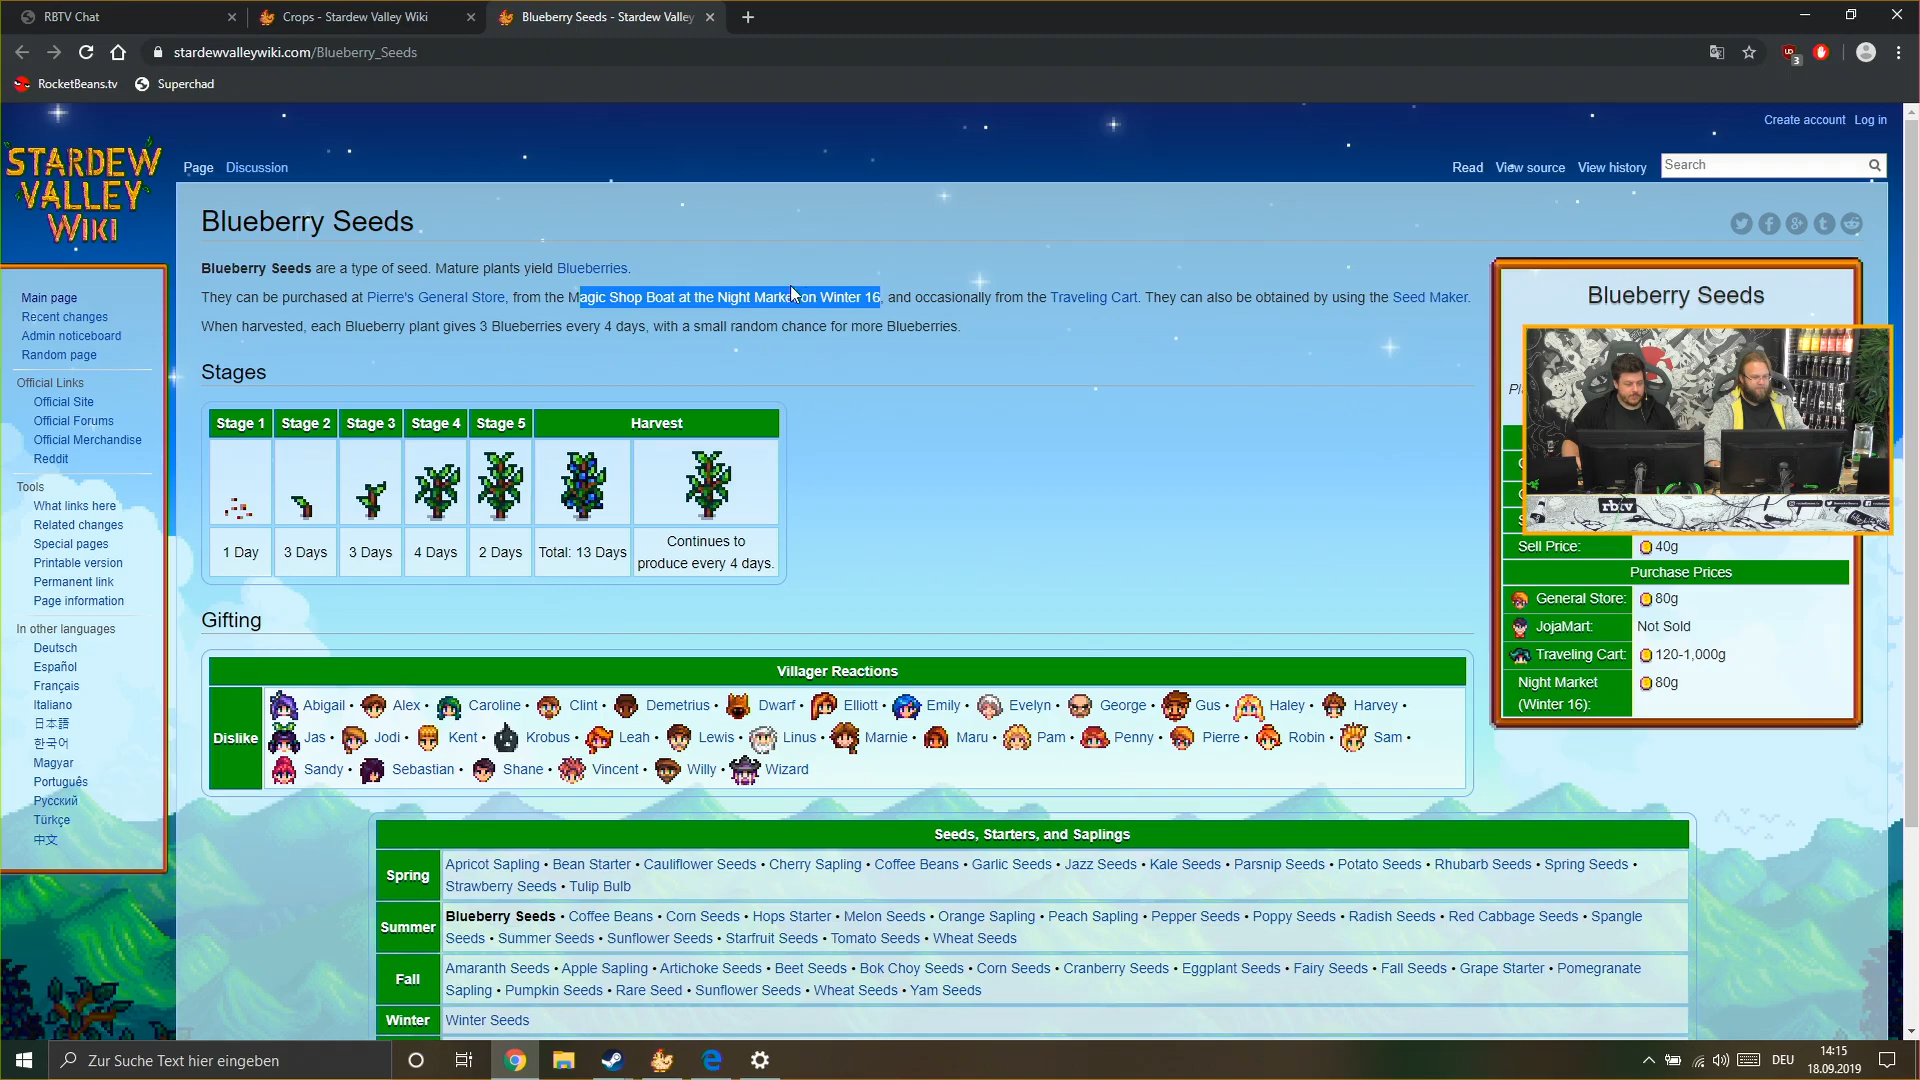 RBTV Chat
Crops - Stardew Valley Wiki
Blueberry Seeds - Stardew Valley
stardewvalleywiki.com/Blueberry_Seeds
3
RocketBeans.tv
Superchad
Create account Log in
STARDEW
VALLEY
WIKI
Page Discussion
Read View source View history
Search
Blueberry Seeds
Blueberry Seeds are a type of seed. Mature plants yield Blueberries.
They can be purchased at Pierre's General Store, from the Magic Shop Boat at the Night Market on Winter 16, and occasionally from the Traveling Cart. They can also be obtained by using the Seed Maker.
When harvested, each Blueberry plant gives 3 Blueberries every 4 days, with a small random chance for more Blueberries.
Main page
Recent changes
Admin noticeboard
Random page
Official Links
Official Site
Official Forums
Official Merchandise
Reddit
Tools
What links here
Related changes
Special pages
Printable version
Permanent link
Page information
In other languages
Deutsch
Español
Français
Italiano
日本語
한국어
Magyar
Português
Русский
Türkçe
中文
Stages
Stage 1 Stage 2 Stage 3 Stage 4 Stage 5 Harvest
1 Day 3 Days 3 Days 4 Days 2 Days Total: 13 Days Continues to
produce every 4 days.
Gifting
Villager Reactions
Dislike
Abigail • Alex • Caroline • Clint • Demetrius • Dwarf • Elliott • Emily • Evelyn • George • Gus • Haley • Harvey •
Jas • Jodi • Kent • Krobus • Leah • Lewis • Linus • Marnie • Maru • Pam • Penny • Pierre • Robin • Sam •
Sandy • Sebastian • Shane • Vincent • Willy • Wizard
Blueberry Seeds
rbtv
Sell Price: 40g
Purchase Prices
General Store: 80g
JojaMart: Not Sold
Traveling Cart: 120-1,000g
Night Market
(Winter 16): 80g
Seeds, Starters, and Saplings
Spring
Apricot Sapling • Bean Starter • Cauliflower Seeds • Cherry Sapling • Coffee Beans • Garlic Seeds • Jazz Seeds • Kale Seeds • Parsnip Seeds • Potato Seeds • Rhubarb Seeds • Spring Seeds •
Strawberry Seeds • Tulip Bulb
Summer
Blueberry Seeds • Coffee Beans • Corn Seeds • Hops Starter • Melon Seeds • Orange Sapling • Peach Sapling • Pepper Seeds • Poppy Seeds • Radish Seeds • Red Cabbage Seeds • Spangle
Seeds • Summer Seeds • Sunflower Seeds • Starfruit Seeds • Tomato Seeds • Wheat Seeds
Fall
Amaranth Seeds • Apple Sapling • Artichoke Seeds • Beet Seeds • Bok Choy Seeds • Corn Seeds • Cranberry Seeds • Eggplant Seeds • Fairy Seeds • Fall Seeds • Grape Starter • Pomegranate
Sapling • Pumpkin Seeds • Rare Seed • Sunflower Seeds • Wheat Seeds • Yam Seeds
Winter
Winter Seeds
Zur Suche Text hier eingeben
DEU
14:15
18.09.2019